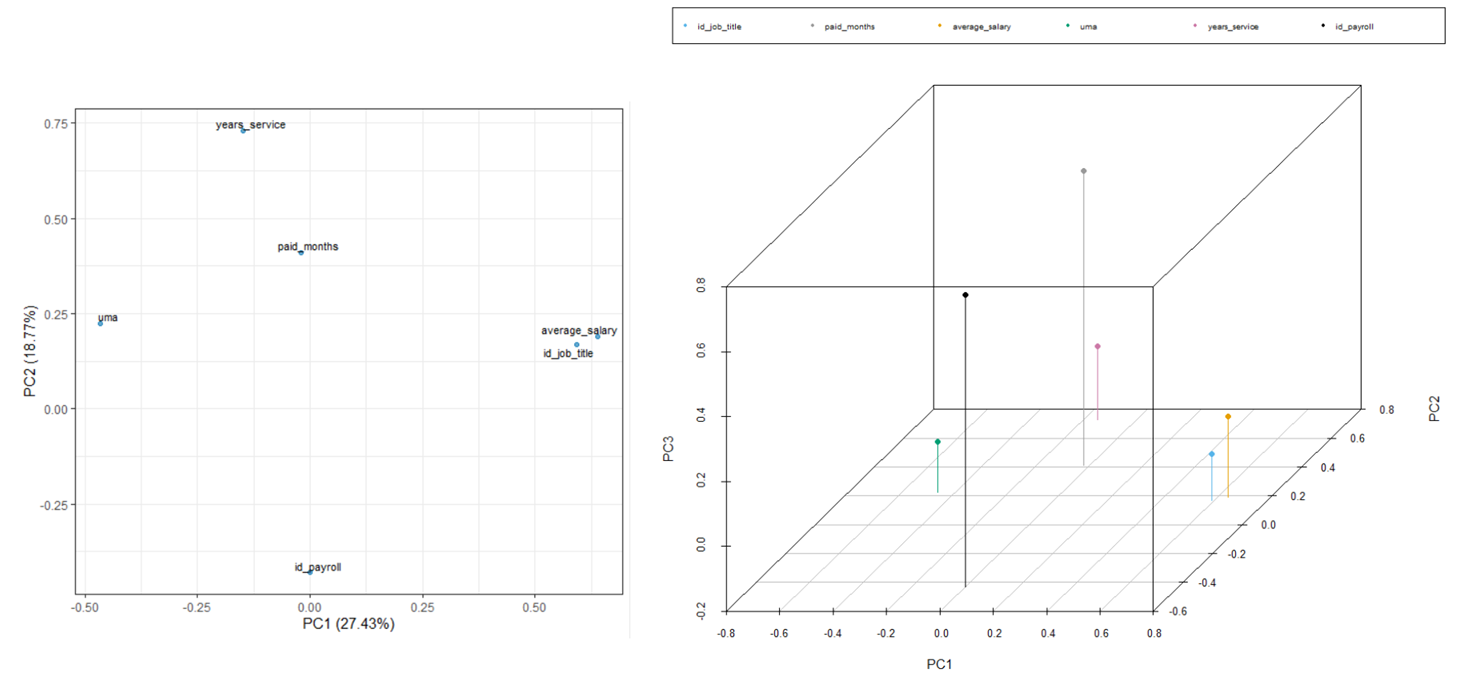 id_job_title paid_months average_salary uma years_service id_payroll
0.75
0.50
0.25
0.00
-0.25
PC2 (18.77%)
years_service
paid_months
uma
average_salary
id_job_title
id_payroll
-0.50 -0.25 0.00 0.25 0.50
PC1 (27.43%)
0.8
0.6
0.4
0.2
0.0
-0.2
PC3
0.8
0.6
0.4
0.2
0.0
-0.2
-0.4
-0.6
PC2
-0.8 -0.6 -0.4 -0.2 0.0 0.2 0.4 0.6 0.8
PC1